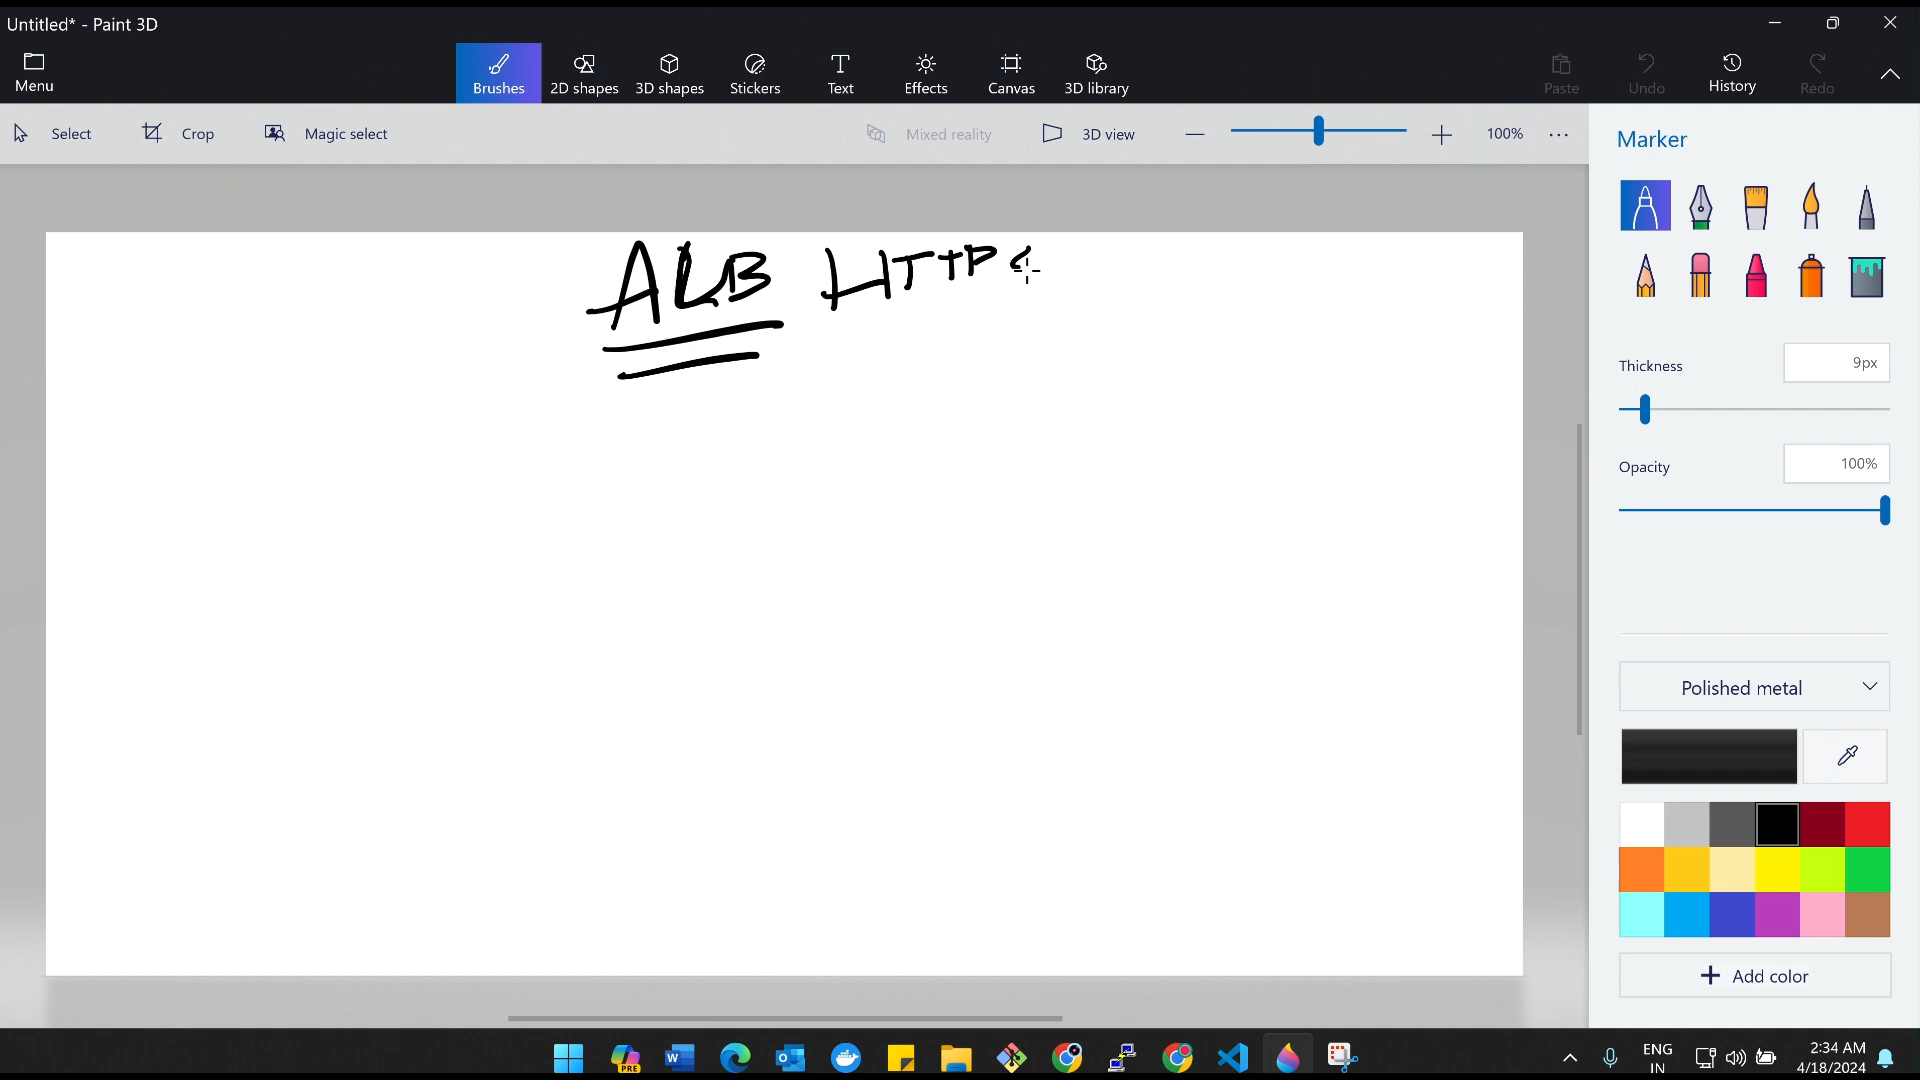 Untitled* - Paint 3D
Menu
Brushes 2D shapes 3D shapes Stickers Text Effects Canvas 3D library
Paste Undo History Redo
Select Crop Magic select
Mixed reality 3D view 100%
Marker
ALB HTTP
Thickness 9px
Opacity 100%
Polished metal
Add color
PRE
ENG
IN
2:34 AM
4/18/2024